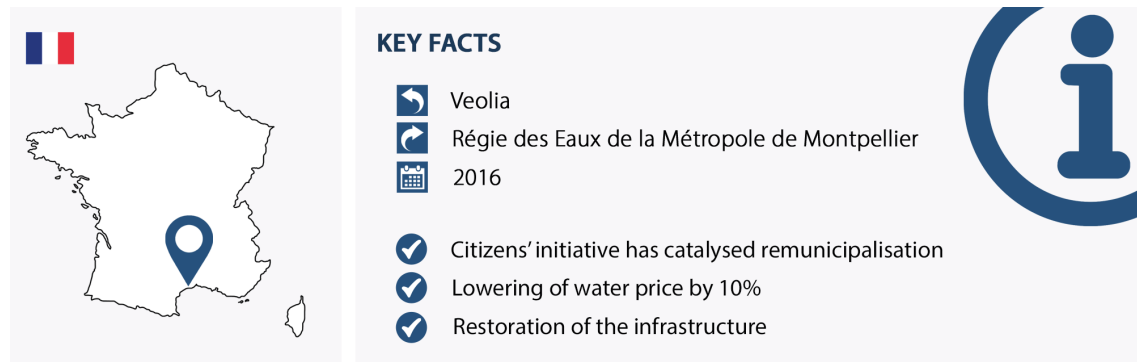 KEY FACTS
Veolia
Régie des Eaux de la Métropole de Montpellier
2016
Citizens’ initiative has catalysed remunicipalisation
Lowering of water price by 10%
Restoration of the infrastructure